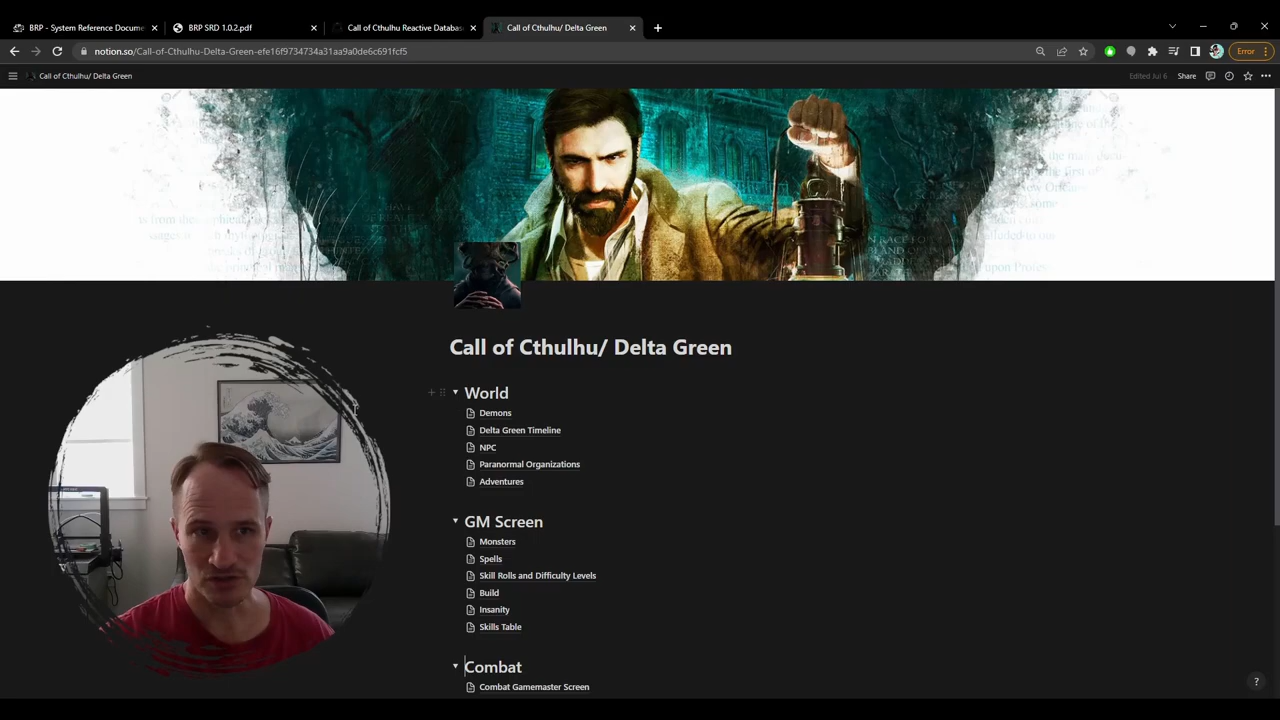 BRP - System Reference Docume
BRP SRD 1.0.2.pdf
Call of Cthulhu Reactive Databas
Call of Cthulhu/ Delta Green
notion.so/Call-of-Cthulhu-Delta-Green-efe16f9734734a31aa9a0de6c691fcf5
Error
Call of Cthulhu/ Delta Green
Edited Jul 6
Share
Call of Cthulhu/ Delta Green
World
Demons
Delta Green Timeline
NPC
Paranormal Organizations
Adventures
GM Screen
Monsters
Spells
Skill Rolls and Difficulty Levels
Build
Insanity
Skills Table
Combat
Combat Gamemaster Screen
?